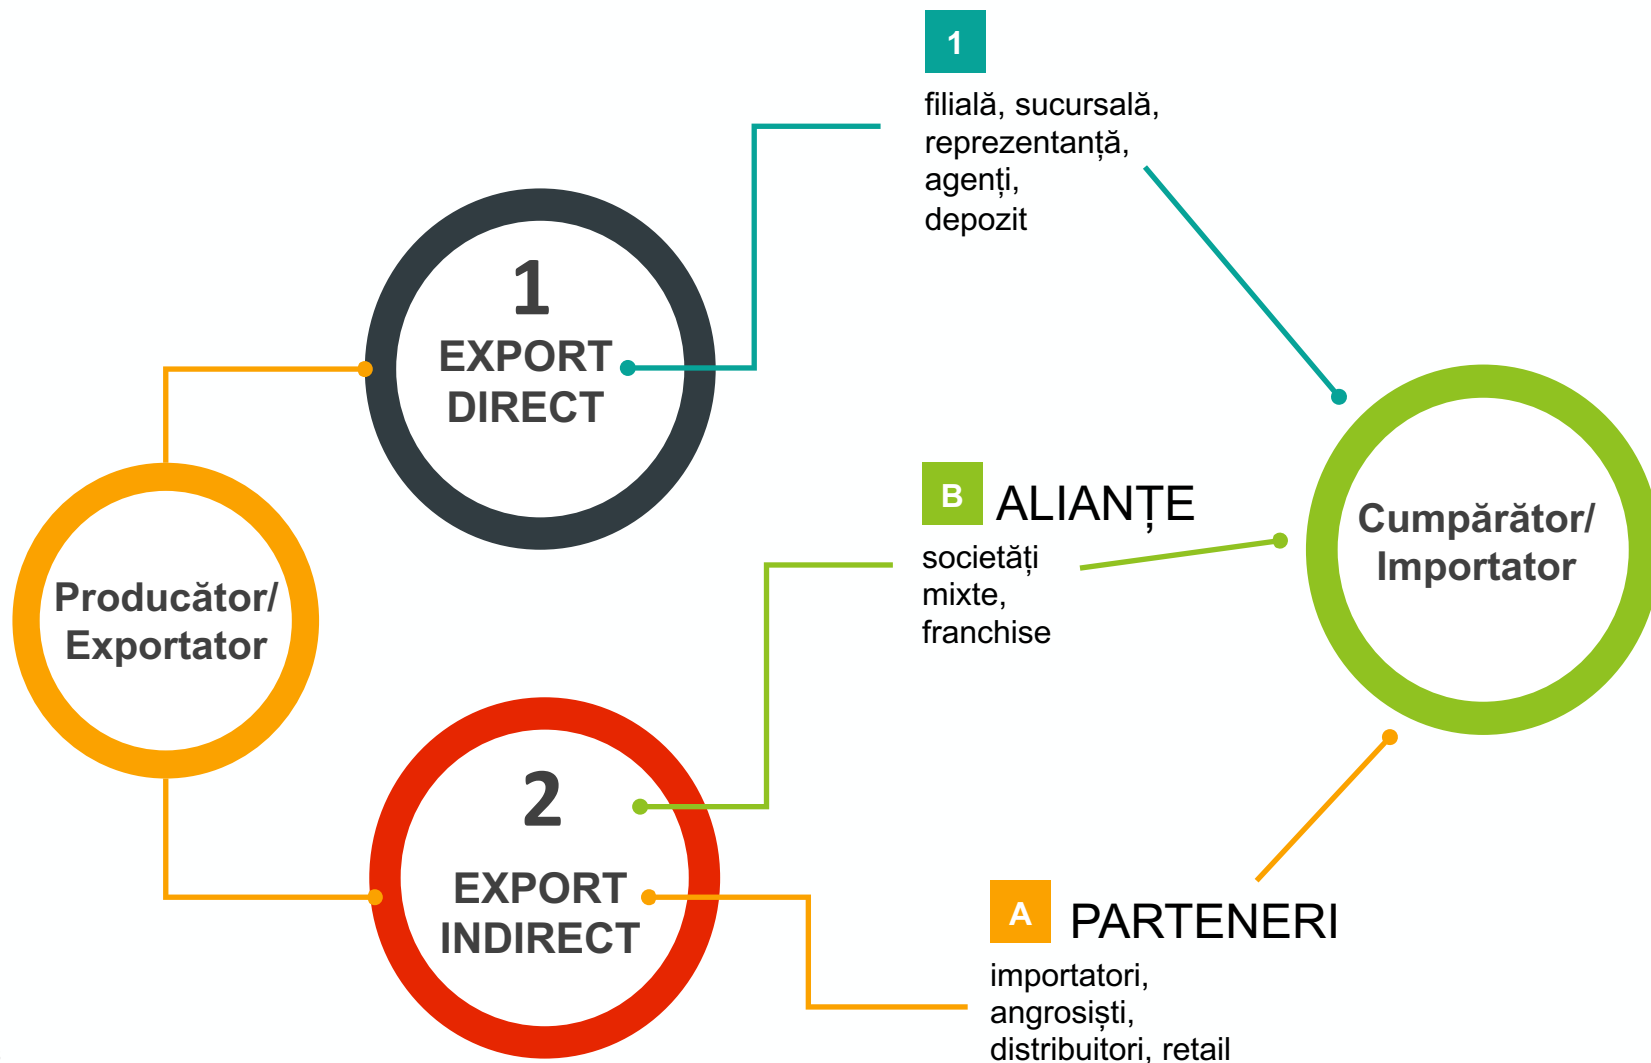 1
filială, sucursală,
reprezentanță,
agenți,
depozit
1
EXPORT
DIRECT
Producător/
Exportator
B ALIANȚE
societăți
mixte,
franchise
Cumpărător/
Importator
2
EXPORT
INDIRECT
A PARTENERI
importatori,
angrosiști,
distribuitori, retail